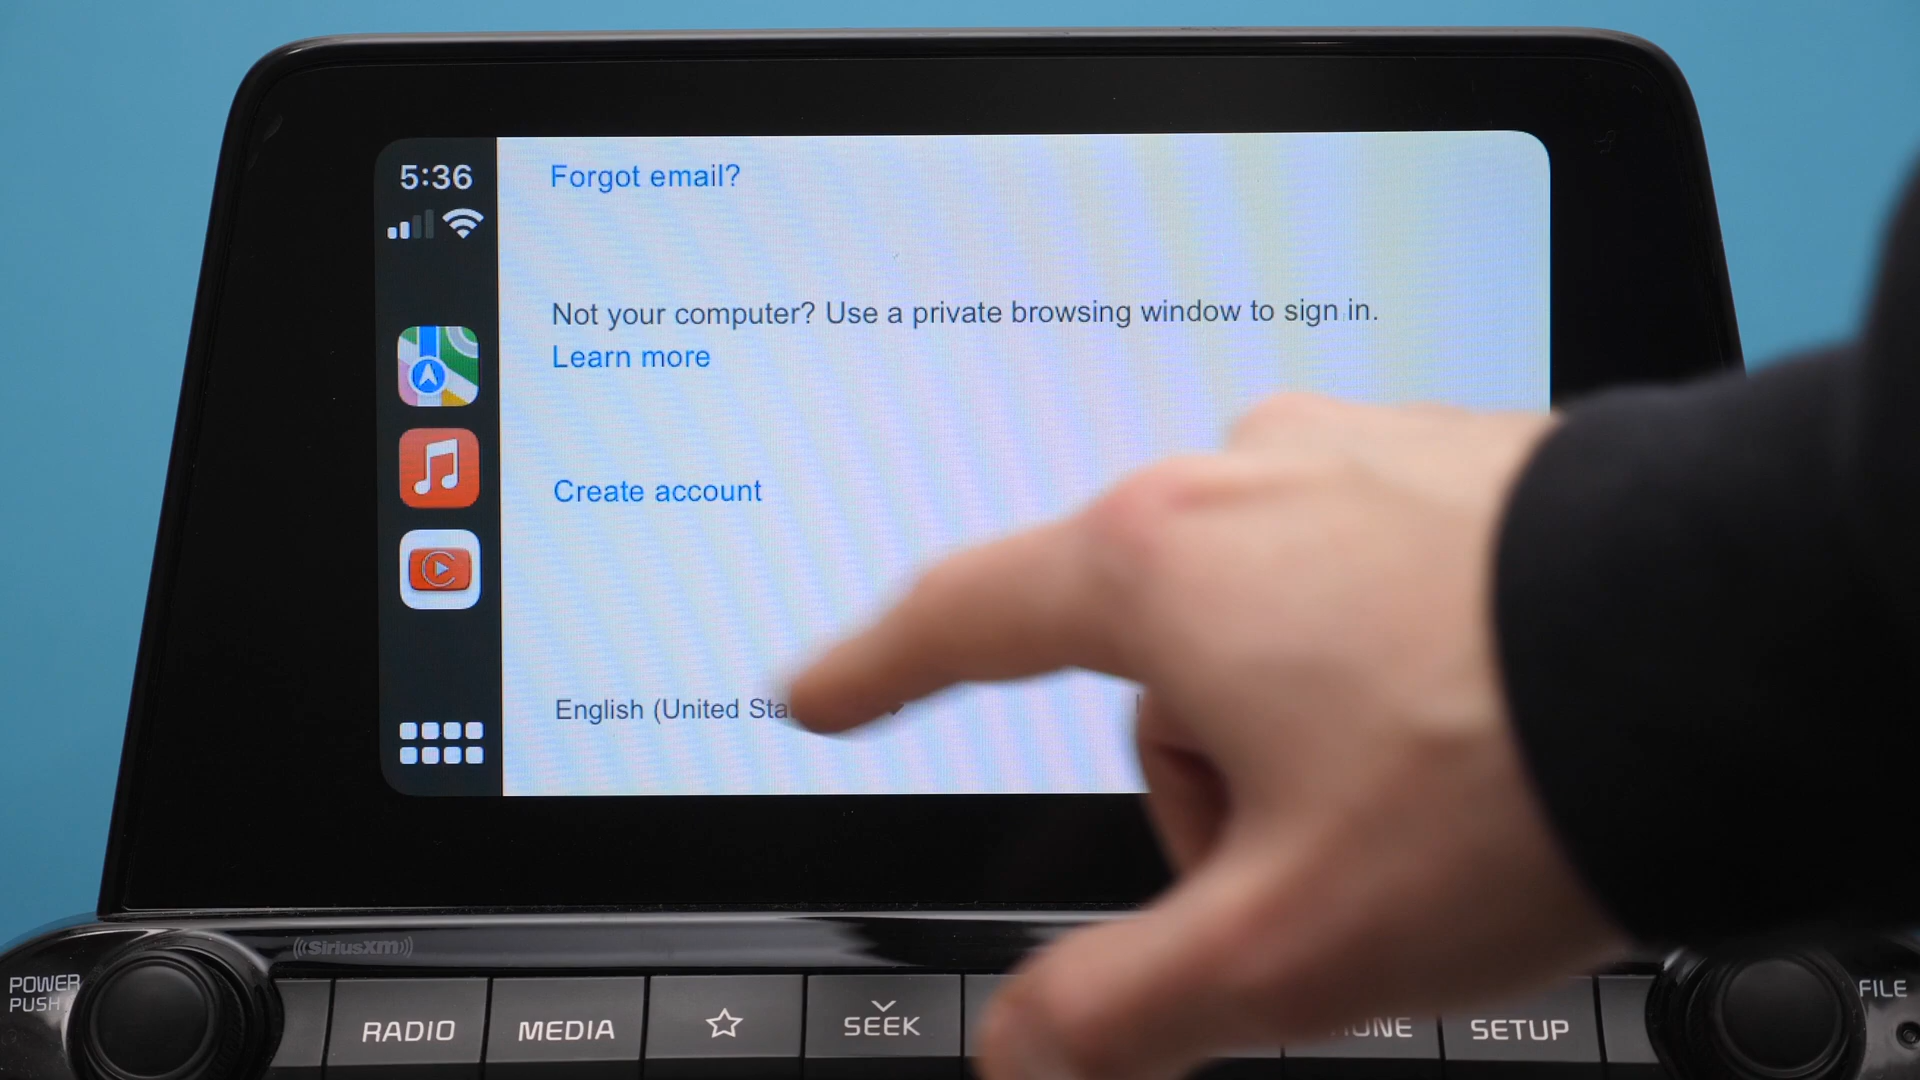 5:36
Forgot email?
Not your computer? Use a private browsing window to sign in.
Learn more
Create account
English (United Sta
SiriusXM
POWER
PUSH
RADIO
MEDIA
SEEK
SETUP
FILE